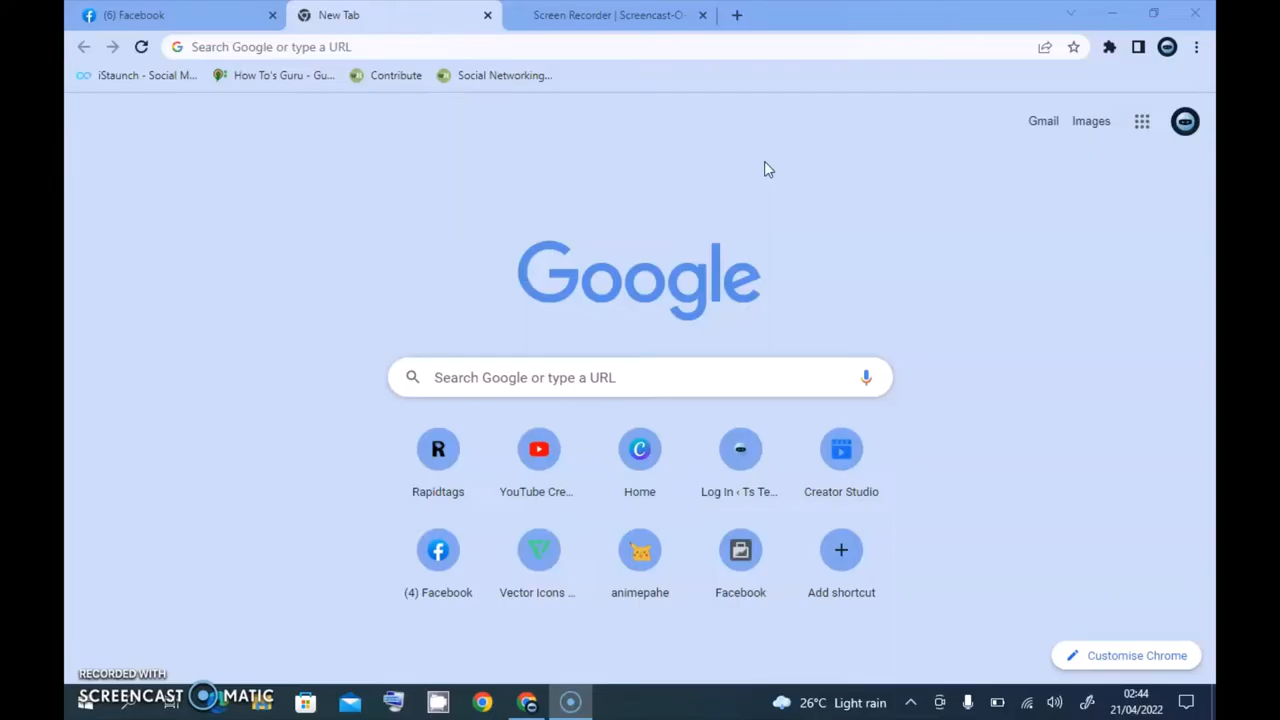 (6) Facebook
New Tab
Screen Recorder | Screencast-O
Search Google or type a URL
iStaunch - Social M...
How To's Guru - Gu...
Contribute
Social Networking...
Gmail
Images
Google
Search Google or type a URL
Rapidtags
YouTube Cre...
Home
Log In ‹ Ts Te...
Creator Studio
(4) Facebook
Vector Icons ...
animepahe
Facebook
Add shortcut
Customise Chrome
RECORDED WITH
SCREENCAST MATIC
26°C Light rain
02:44
21/04/2022